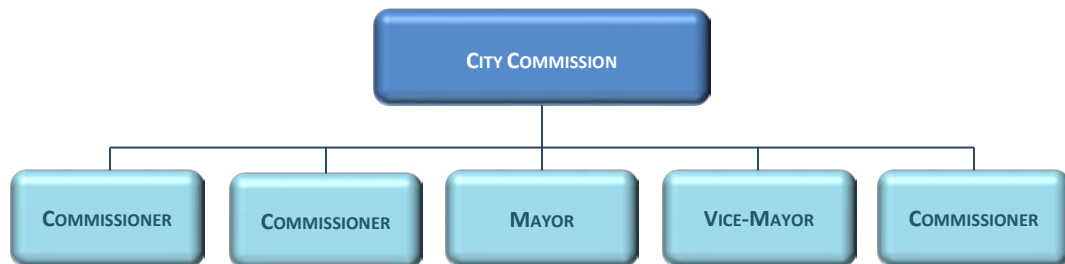 CITY COMMISSION
COMMISSIONER
COMMISSIONER
MAYOR
VICE-MAYOR
COMMISSIONER